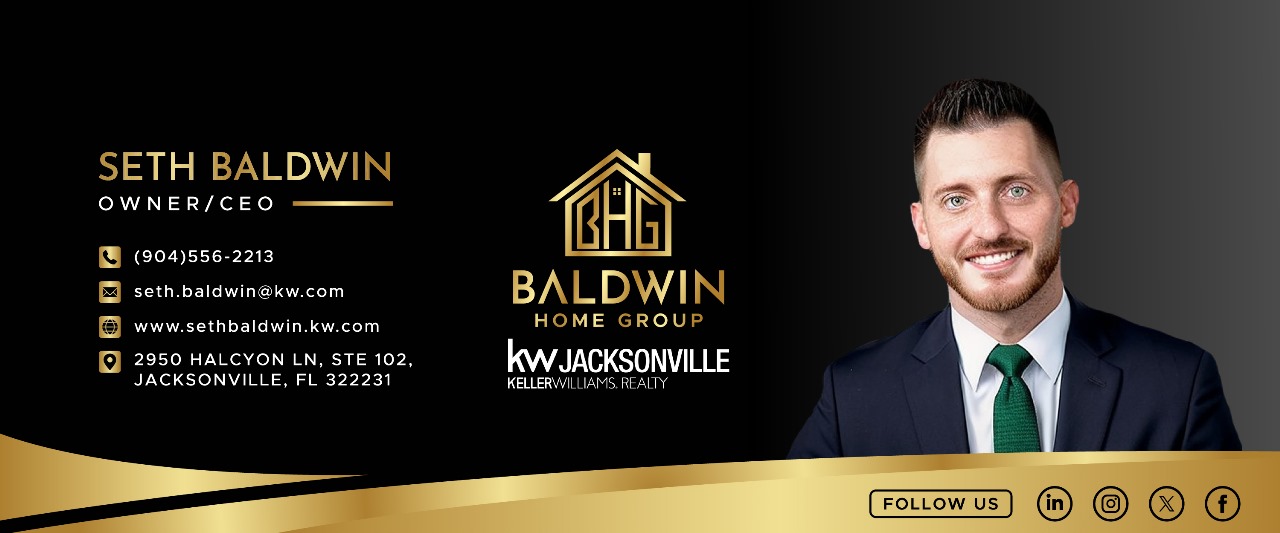 SETH BALDWIN
OWNER/CEO
(904)556-2213
seth.baldwin@kw.com
www.sethbaldwin.kw.com
2950 HALCYON LN, STE 102,
JACKSONVILLE, FL 322231
BHG
BALDWIN
HOME GROUP
kw JACKSONVILLE
KELLERWILLIAMS. REALTY
FOLLOW US
in
X
f